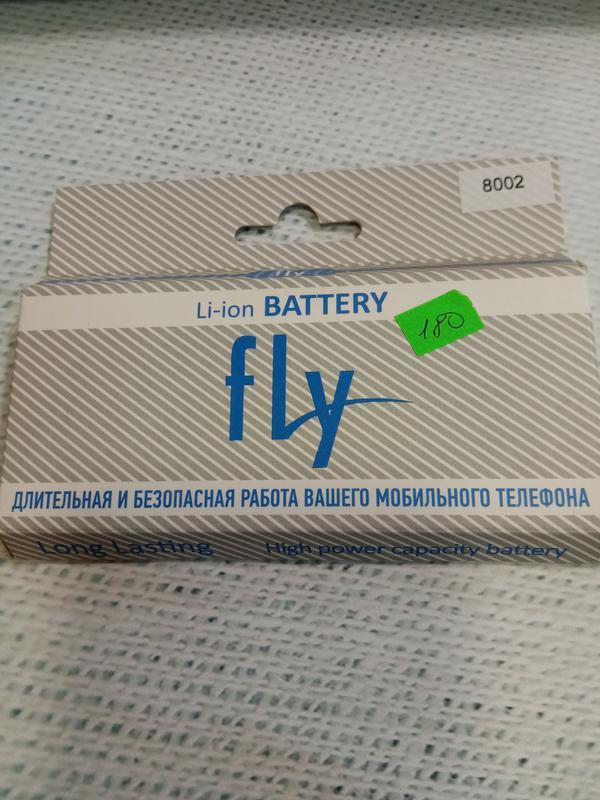 8002
fly
Li-ion BATTERY
180
fly
ДЛИТЕЛЬНАЯ И БЕЗОПАСНАЯ РАБОТА ВАШЕГО МОБИЛЬНОГО ТЕЛЕФОНА
Long Lasting High power capacity battery